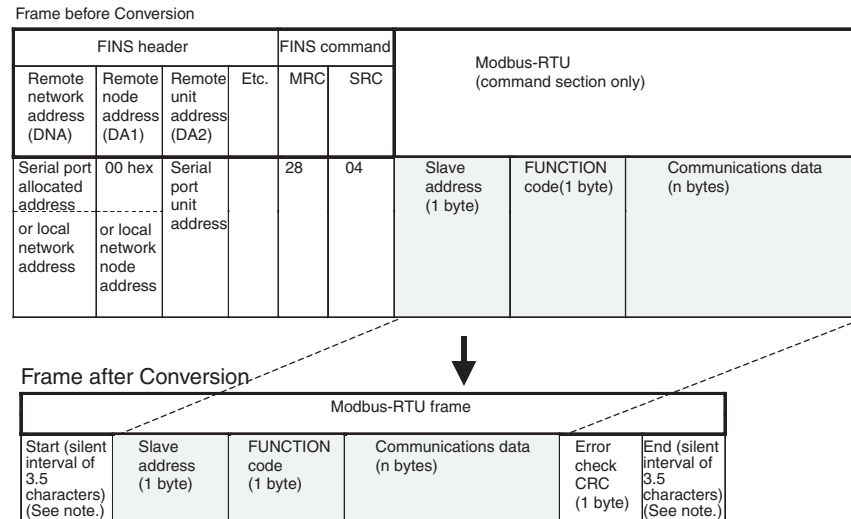 Frame before Conversion
FINS header
FINS command
Modbus-RTU
(command section only)
Remote
network
address
(DNA)
Remote
node
address
(DA1)
Remote
unit
address
(DA2)
Etc.
MRC
SRC
Serial port
allocated
address
or local
network
address
00 hex
or local
network
node
address
Serial
port
unit
address
28
04
Slave
address
(1 byte)
FUNCTION
code(1 byte)
Communications data
(n bytes)
Frame after Conversion
Modbus-RTU frame
Start (silent
interval of
3.5
characters)
(See note.)
Slave
address
(1 byte)
FUNCTION
code
(1 byte)
Communications data
(n bytes)
Error
check
CRC
(1 byte)
End (silent
interval of
3.5
characters)
(See note.)